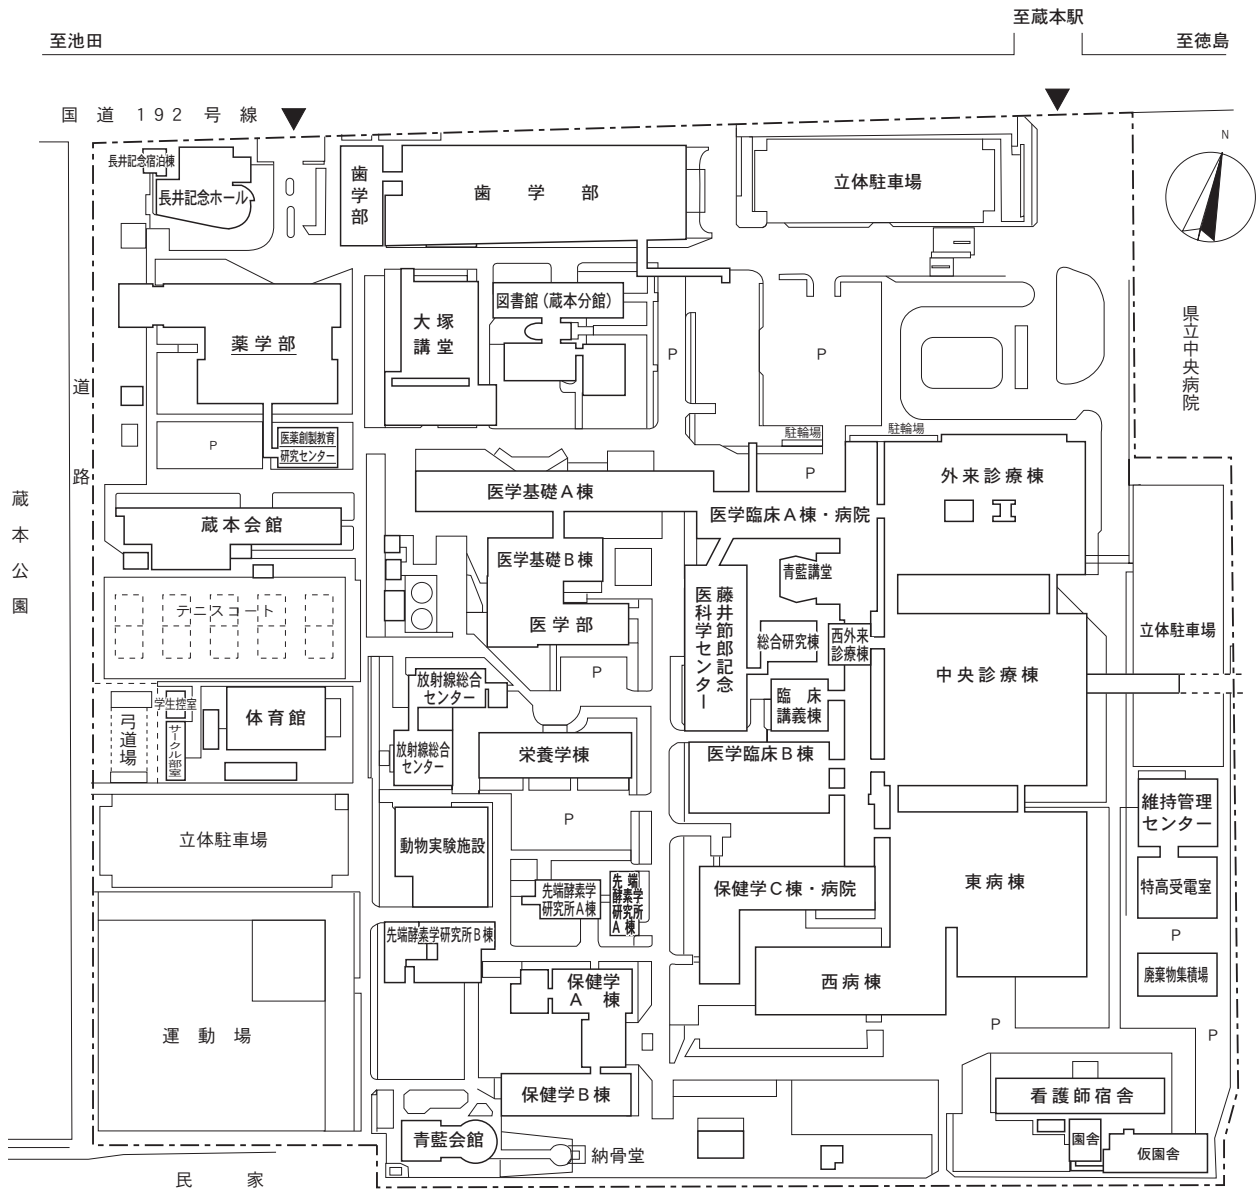 至蔵本駅
至池田
至徳島
国道192号線
N
長井記念宿泊棟
長井記念ホール
歯学部
歯学部
立体駐車場
県立中央病院
図書館(蔵本分館)
大塚
講堂
薬学部
P
P
道路
医薬創製教育
研究センター
P
駐輪場
駐輪場
P
外来診療棟
医学基礎A棟
医学臨床A棟・病院
蔵本会館
蔵本公園
医学基礎B棟
青藍講堂
テニスコート
医学部
藤井節郎記念
医科学センター
総合研究棟
西外来
診療棟
立体駐車場
中央診療棟
P
放射線総合
センター
臨床
講義棟
学生控室
体育館
弓道場
サークル部室
放射線総合
センター
栄養学棟
医学臨床B棟
維持管理
センター
P
立体駐車場
動物実験施設
先端酵素学
研究所A棟
先端
酵素学
研究所
A棟
保健学C棟・病院
東病棟
特高受電室
先端酵素学研究所B棟
P
保健学
A棟
西病棟
廃棄物集積場
運動場
P
P
保健学B棟
看護師宿舎
青藍会館
納骨堂
園舎
仮園舎
民家